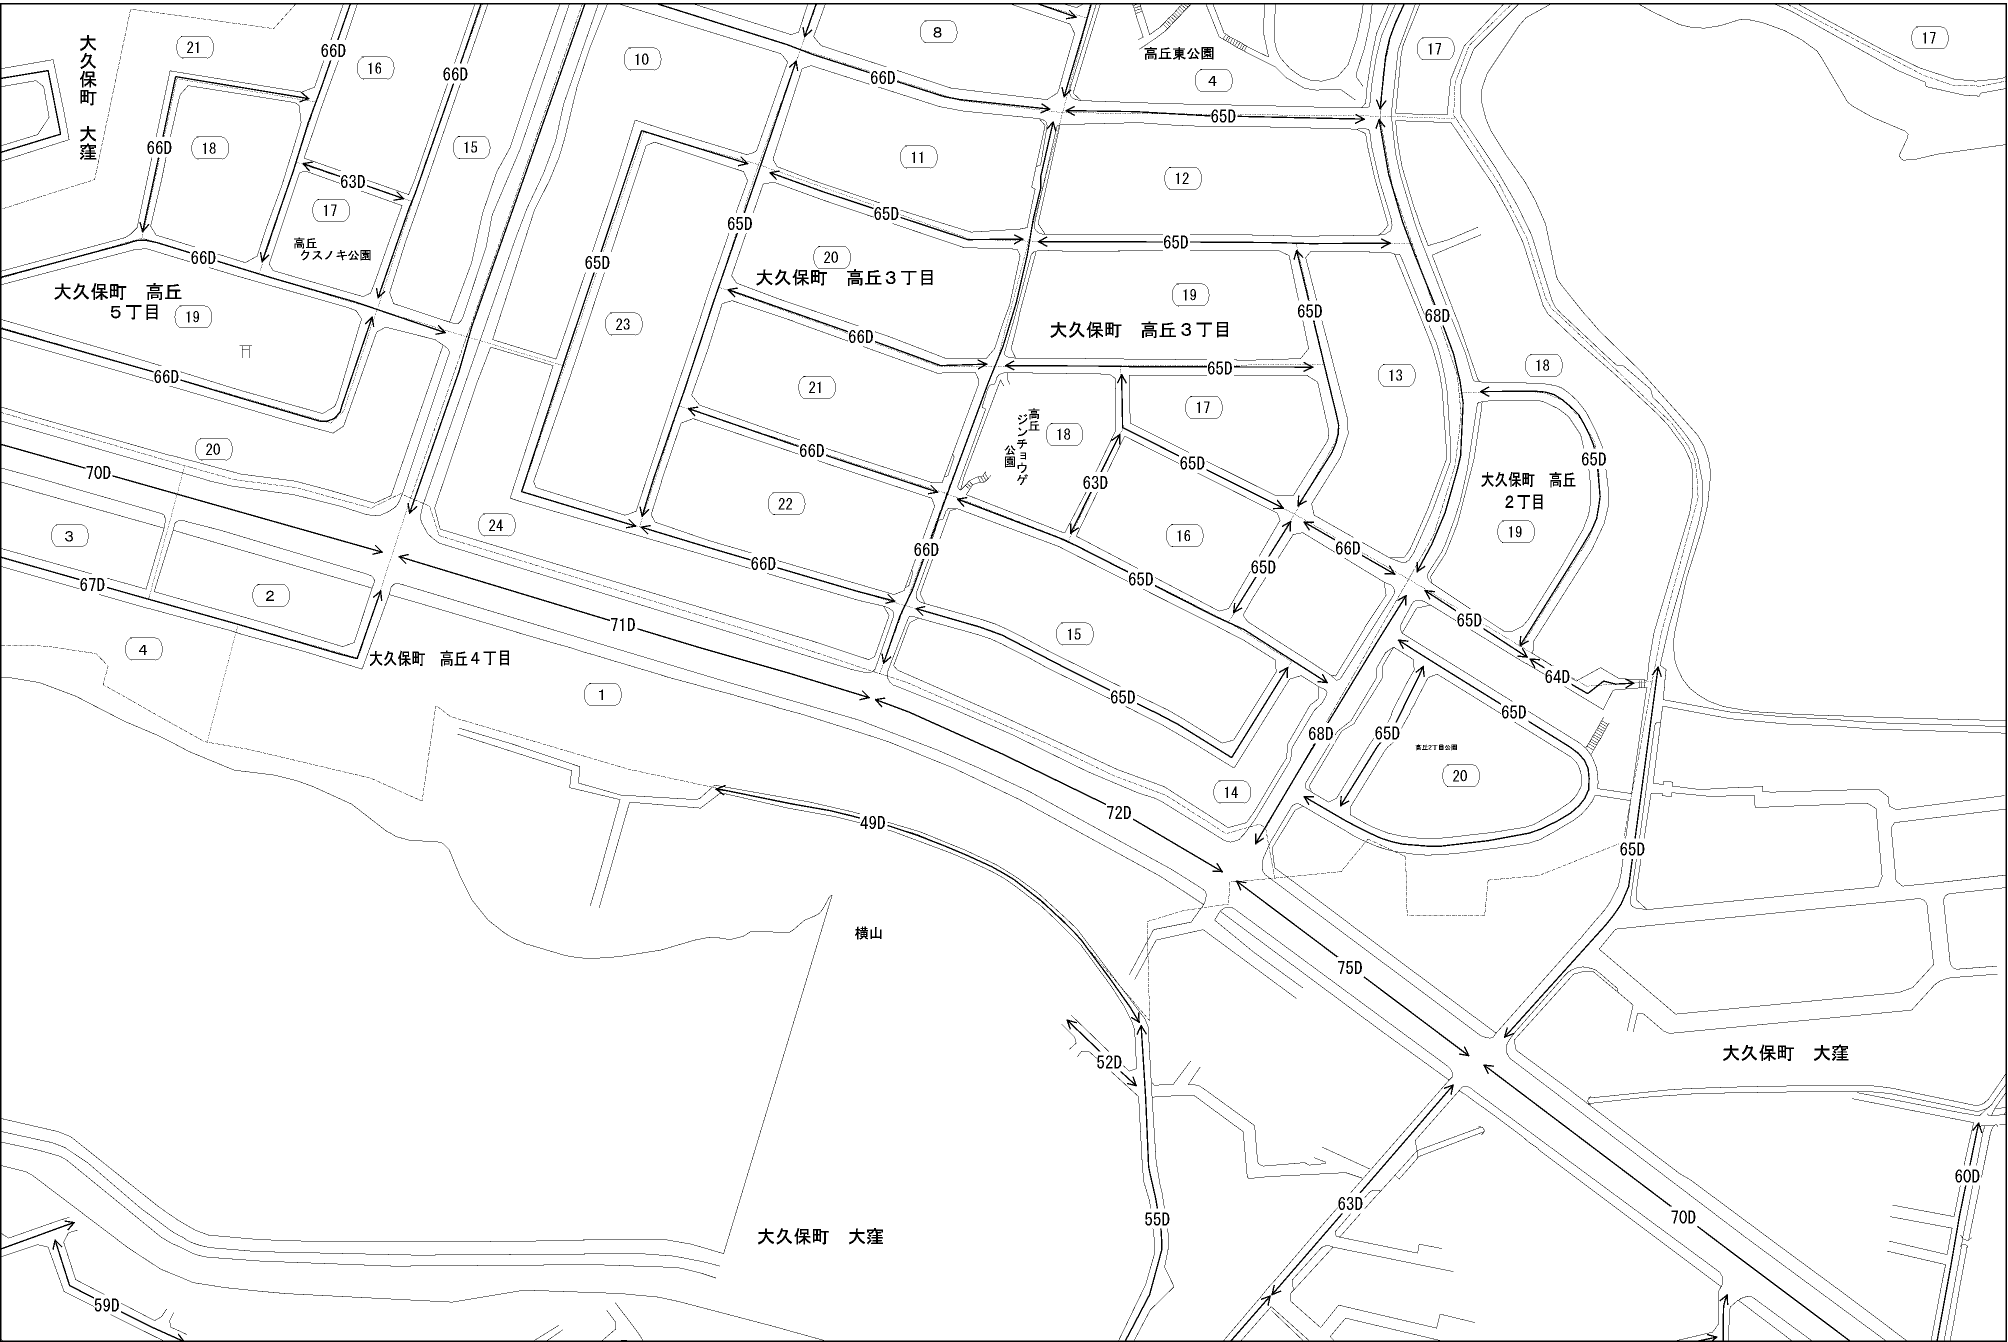 大久保町 大窪
21
66D
16
66D
10
8
高丘東公園
4
17
17
66D
65D
18
66D
15
11
12
63D
17
65D
65D
65D
高丘
クスノキ公園
66D
65D
20
大久保町 高丘３丁目
大久保町 高丘
５丁目
19
23
19
65D
68D
大久保町 高丘３丁目
66D
65D
18
66D
21
13
17
高丘
ジンチョウゲ
公園
18
20
66D
65D
65D
70D
63D
大久保町 高丘
２丁目
22
24
3
16
19
66D
66D
66D
65D
65D
67D
2
71D
65D
4
大久保町 高丘４丁目
15
64D
1
65D
65D
68D
65D
高丘2丁目公園
20
14
72D
49D
65D
横山
75D
52D
大久保町 大窪
60D
63D
70D
55D
大久保町 大窪
59D